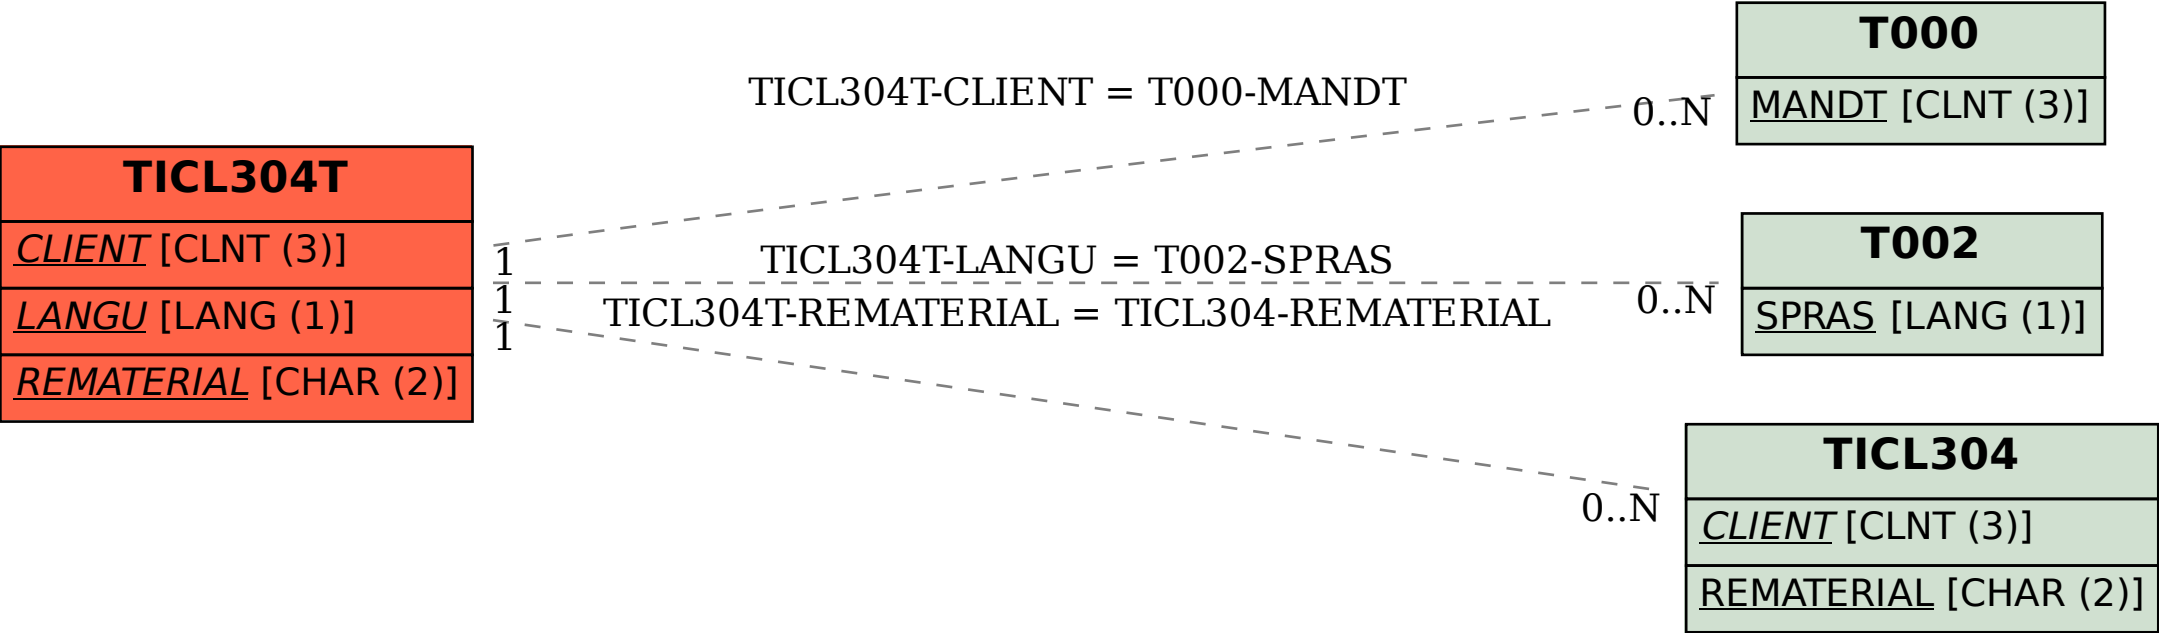 T000
MANDT [CLNT (3)]
TICL304T-CLIENT = T000-MANDT
0..N
TICL304T
CLIENT [CLNT (3)]
LANGU [LANG (1)]
REMATERIAL [CHAR (2)]
1
1
1
TICL304T-LANGU = T002-SPRAS
TICL304T-REMATERIAL = TICL304-REMATERIAL
0..N
T002
SPRAS [LANG (1)]
0..N
TICL304
CLIENT [CLNT (3)]
REMATERIAL [CHAR (2)]